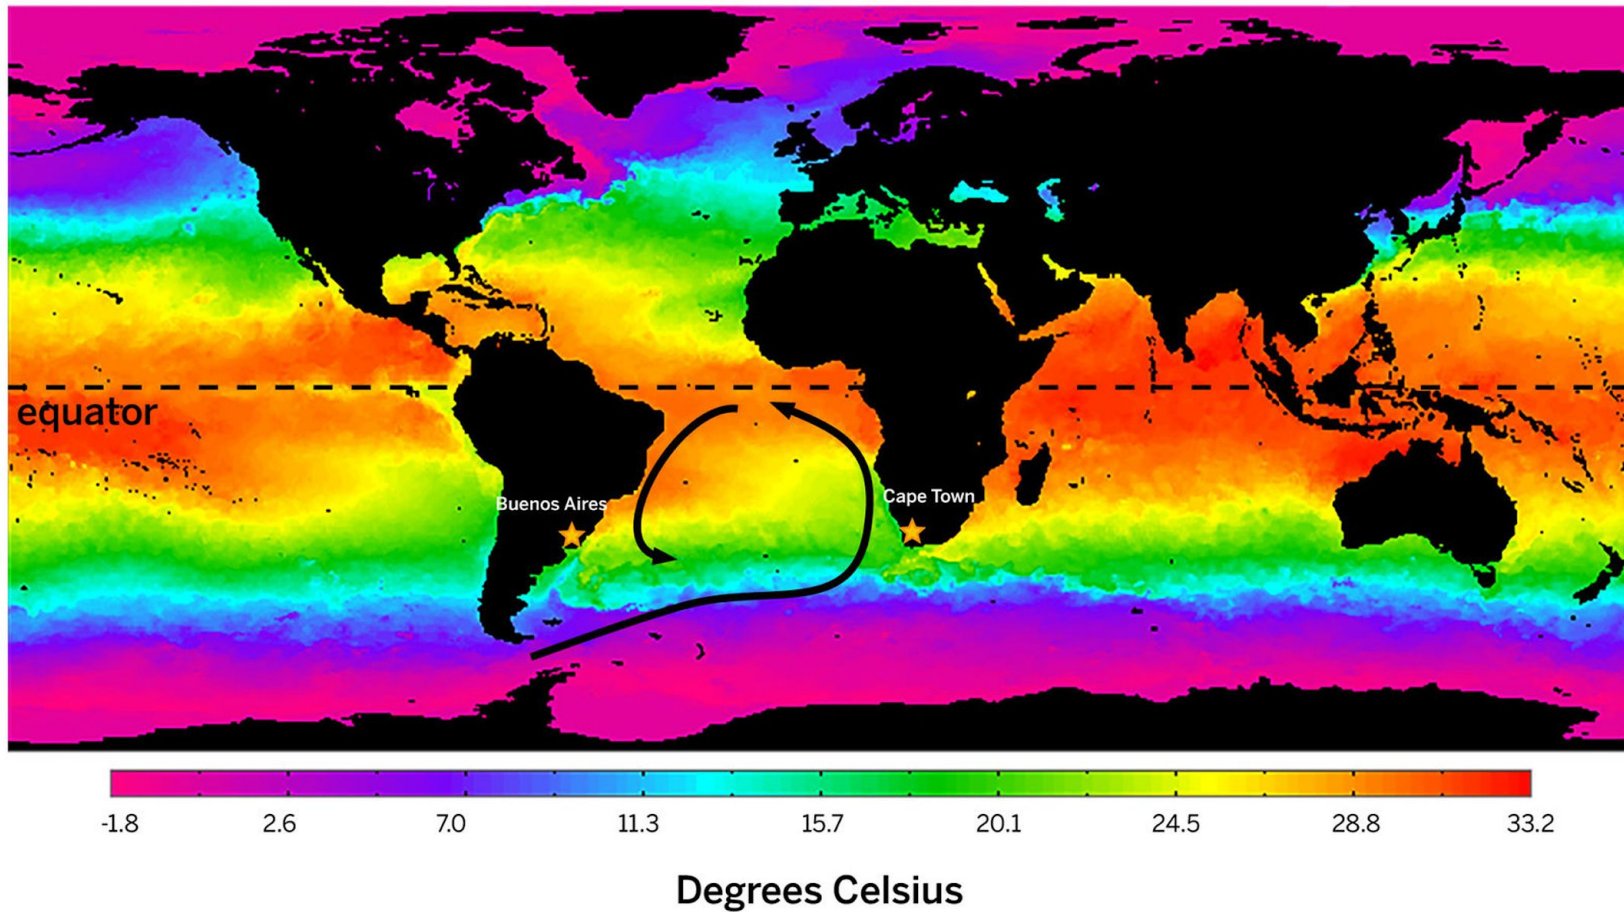 equator
Buenos Aires
Cape Town
-1.8 2.6 7.0 11.3 15.7 20.1 24.5 28.8 33.2
Degrees Celsius